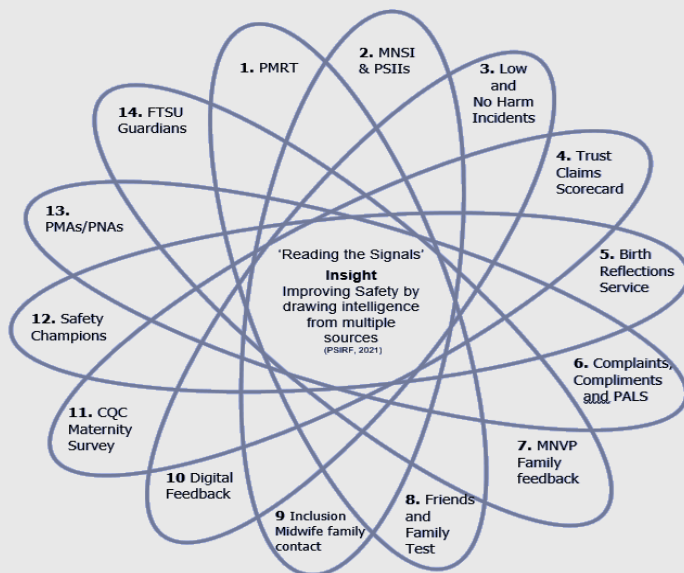 1. PMRT
2. MNSI
& PSIIs
3. Low
and
No Harm
Incidents
4. Trust
Claims
Scorecard
5. Birth
Reflections
Service
6. Complaints,
Compliments
and PALS
7. MNVP
Family
feedback
8. Friends
and
Family
Test
9 Inclusion
Midwife family
contact
10 Digital
Feedback
11. CQC
Maternity
Survey
12. Safety
Champions
13.
PMAs/PNAs
14. FTSU
Guardians
'Reading the Signals'
Insight
Improving Safety by
drawing intelligence
from multiple
sources
(PSIRF, 2021)